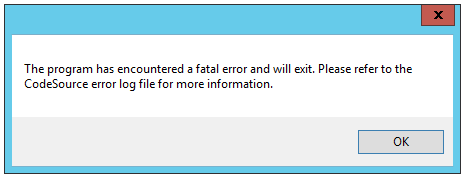 x
The program has encountered a fatal error and will exit. Please refer to the
CodeSource error log file for more information.
OK